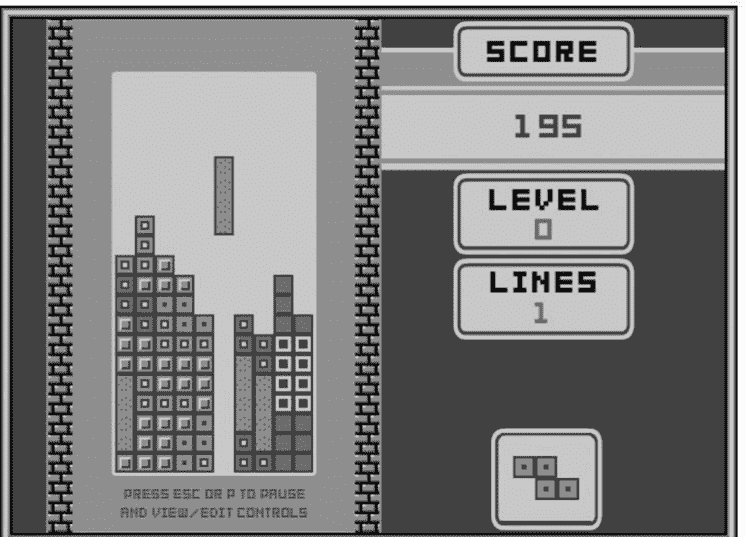 SCORE
195
LEVEL
0
LINES
1
PRESS ESC OR P TO PAUSE
AND VIEW/EDIT CONTROLS